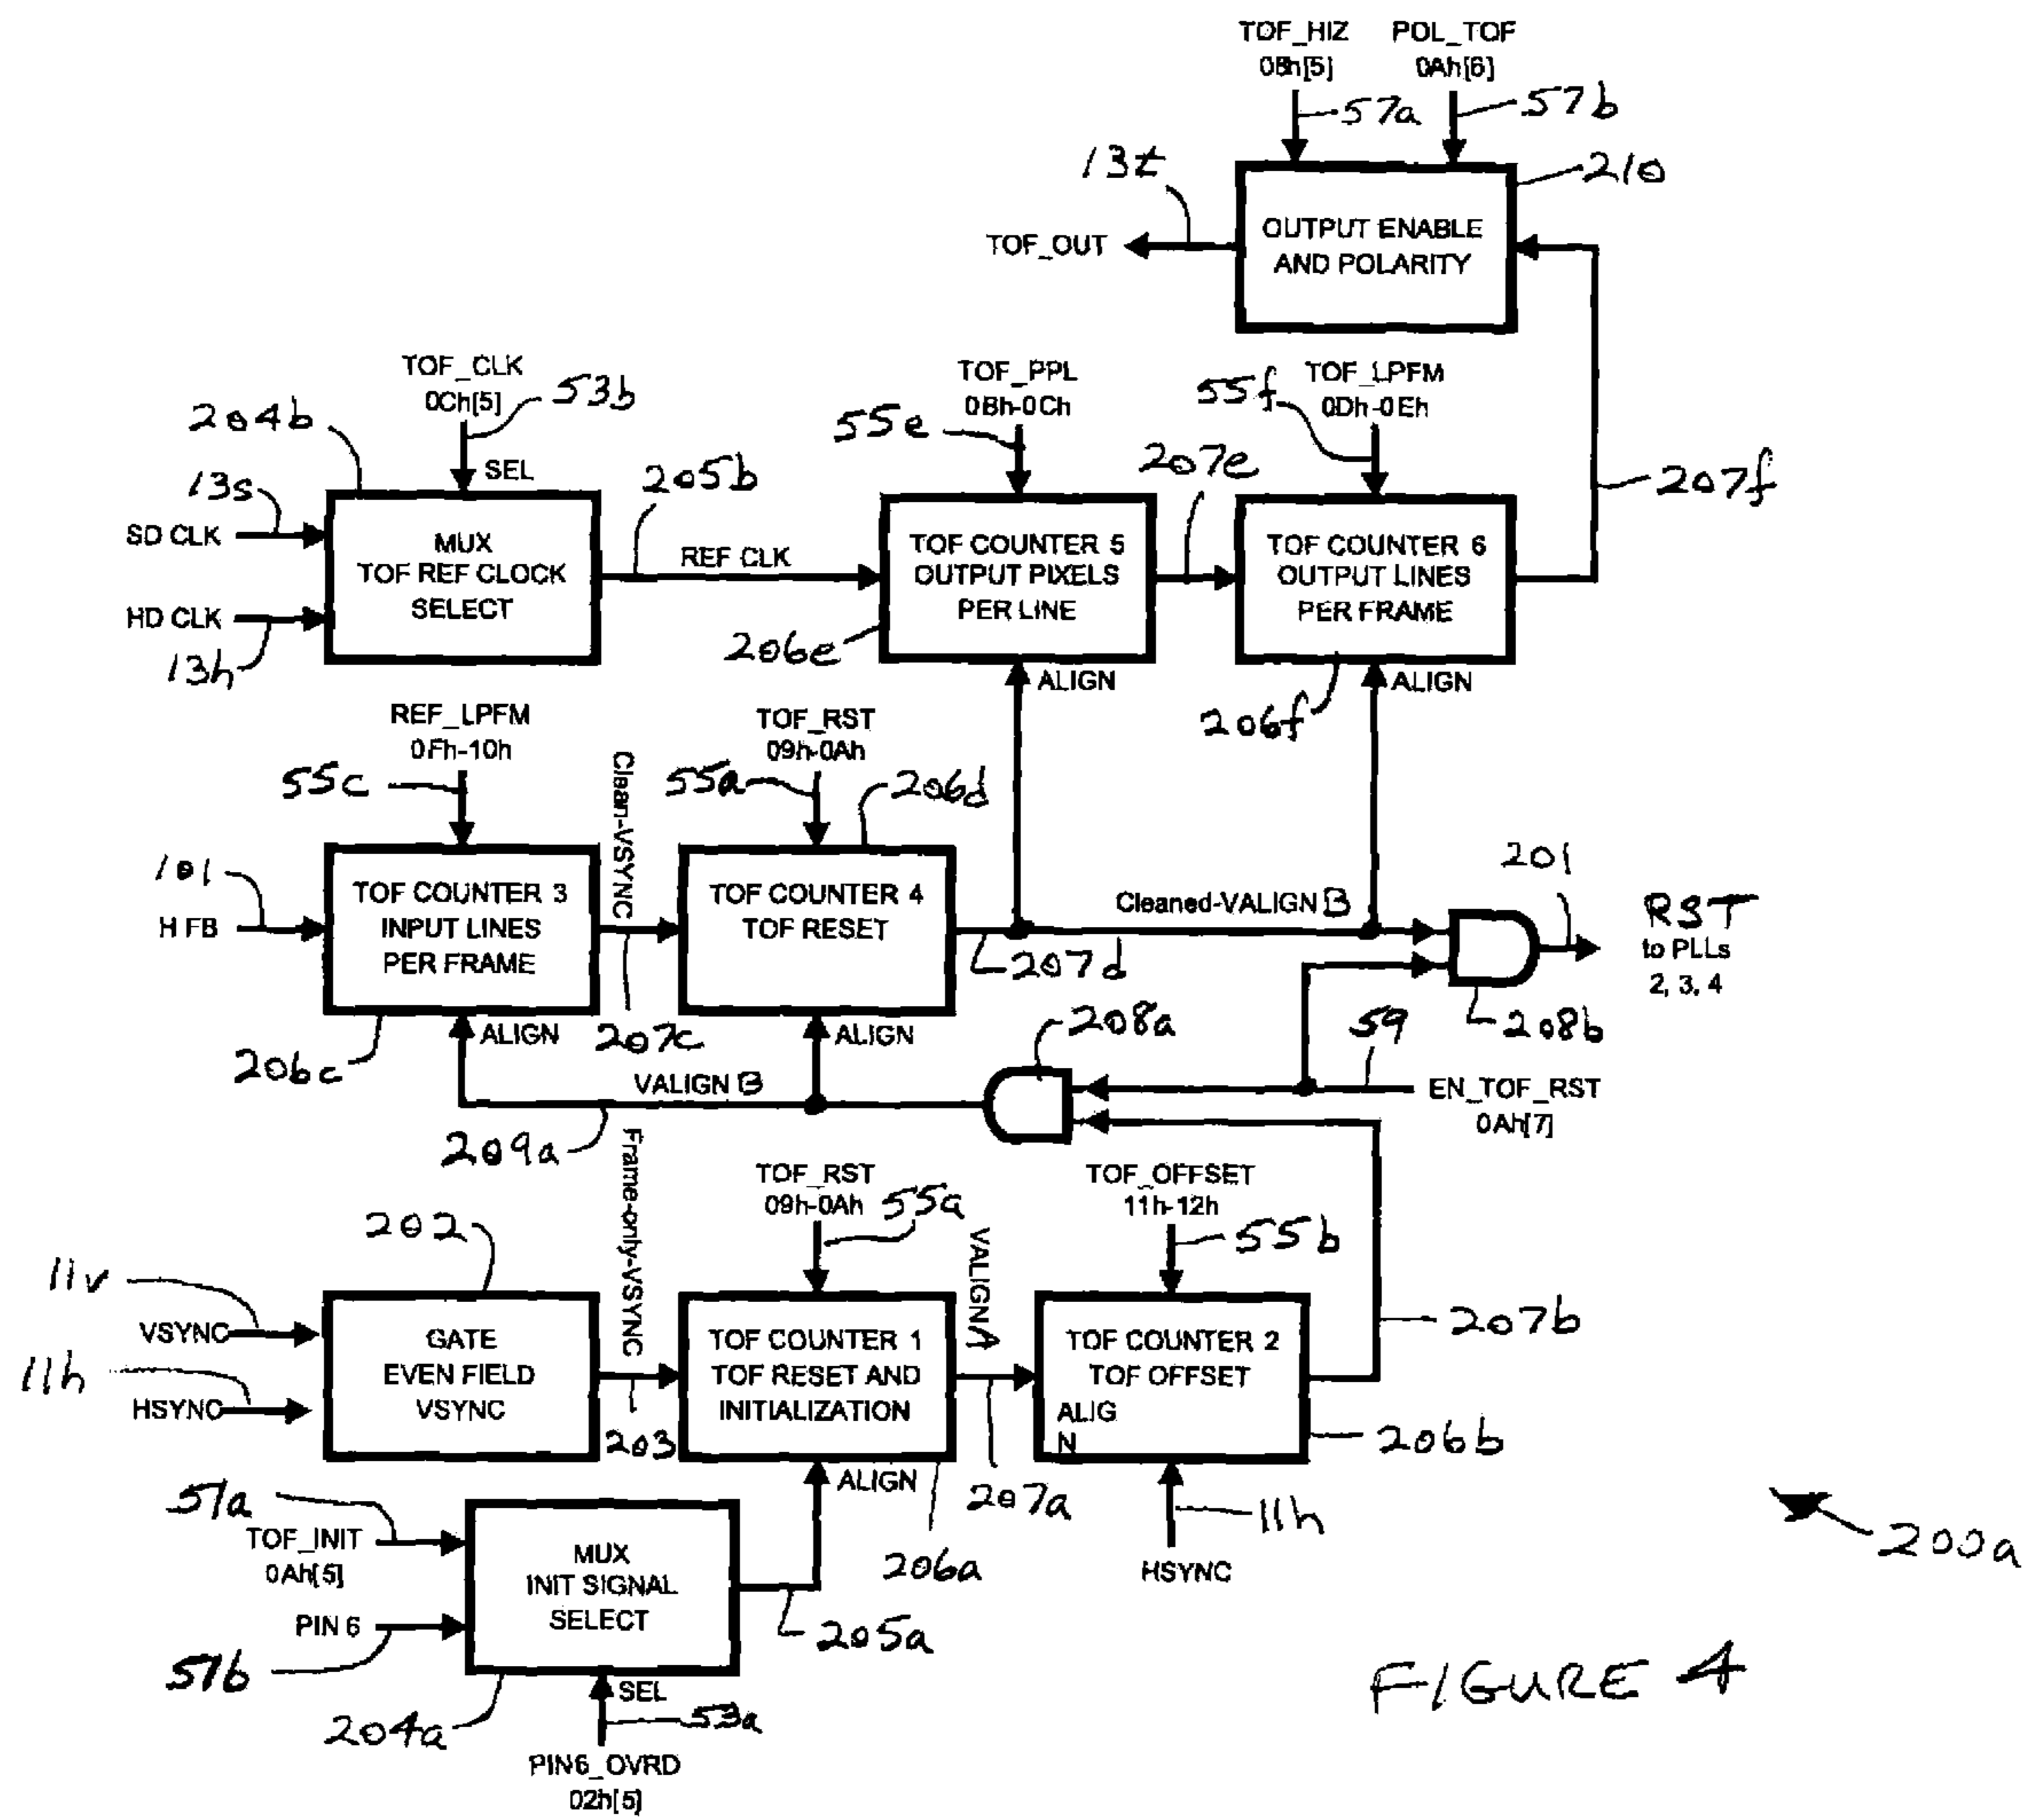 TOF_HIZ
0Bh[5]
POL_TOF
0Ah[6]
57a
57b
13t
210
TOF_OUT
OUTPUT ENABLE
AND POLARITY
TOF_CLK
0Ch[5]
53b
204b
SEL
13s
SD CLK
HD CLK
13h
MUX
TOF REF CLOCK
SELECT
205b
REF CLK
TOF_PPL
0Bh-0Ch
55e
TOF COUNTER 5
OUTPUT PIXELS
PER LINE
206e
ALIGN
207e
TOF_LPFM
0Dh-0Eh
55f
TOF COUNTER 6
OUTPUT LINES
PER FRAME
206f
ALIGN
207f
REF_LPFM
0Fh-10h
55c
101
H FB
TOF COUNTER 3
INPUT LINES
PER FRAME
206c
ALIGN
Clean-VSYNC
207c
TOF_RST
09h-0Ah
55a
206d
TOF COUNTER 4
TOF RESET
ALIGN
207d
Cleaned-VALIGN B
201
RST
to PLLs
2, 3, 4
208b
208a
59
EN_TOF_RST
0Ah[7]
VALIGN B
209a
Frame-only-VSYNC
202
11v
VSYNC
11h
HSYNC
GATE
EVEN FIELD
VSYNC
203
TOF_RST
09h-0Ah
55a
TOF COUNTER 1
TOF RESET AND
INITIALIZATION
ALIGN
206a
VALIGN A
207a
TOF_OFFSET
11h-12h
55b
TOF COUNTER 2
TOF OFFSET
ALIG
N
207b
206b
11h
HSYNC
51a
TOF_INIT
0Ah[5]
PIN 6
51b
MUX
INIT SIGNAL
SELECT
205a
204a
SEL
53a
PIN6_OVRD
02h[5]
200a
FIGURE 4